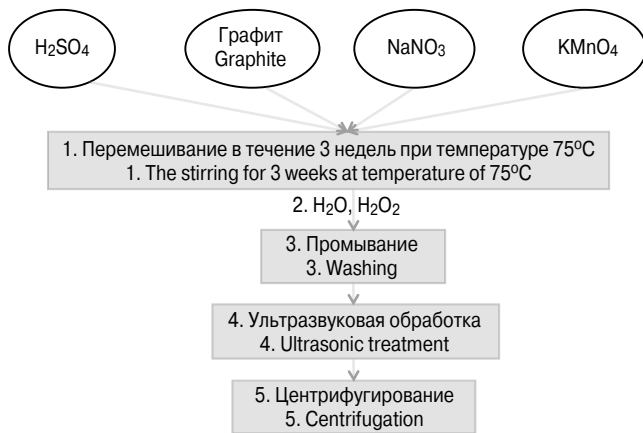 H₂SO₄
Графит
Graphite
NaNO₃
KMnO₄
1. Перемешивание в течение 3 недель при температуре 75ºC
1. The stirring for 3 weeks at temperature of 75ºC
2. H₂O, H₂O₂
3. Промывание
3. Washing
4. Ультразвуковая обработка
4. Ultrasonic treatment
5. Центрифугирование
5. Centrifugation